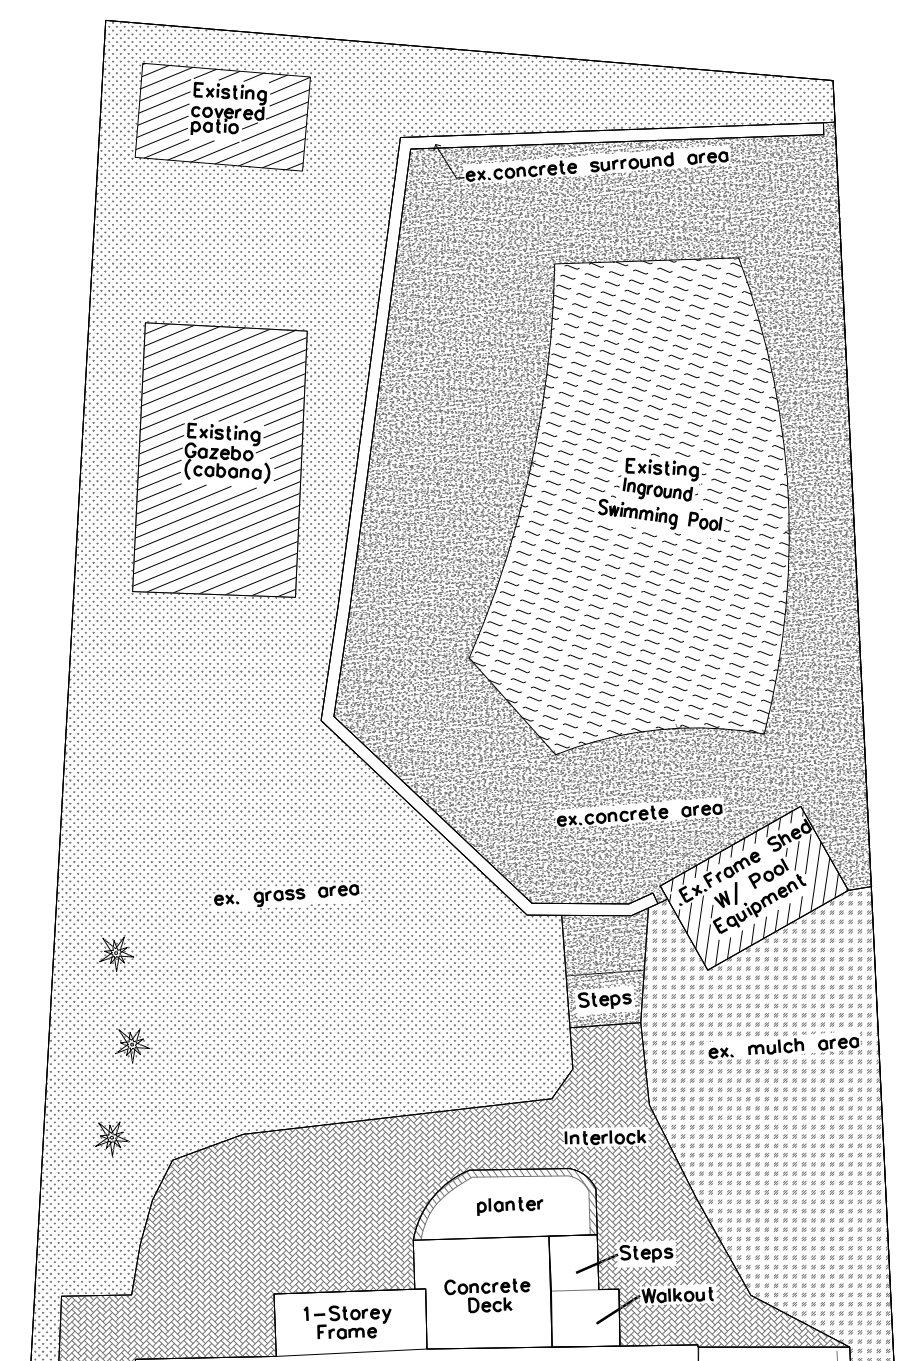 Existing
covered
patio
ex.concrete surround area
Existing
Gazebo
(cabana)
Existing
Inground
Swimming Pool
ex.concrete area
Ex.Frame Shed
W/ Pool
Equipment
ex. grass area
Steps
ex. mulch area
Interlock
planter
Steps
Concrete
Deck
Walkout
1-Storey
Frame